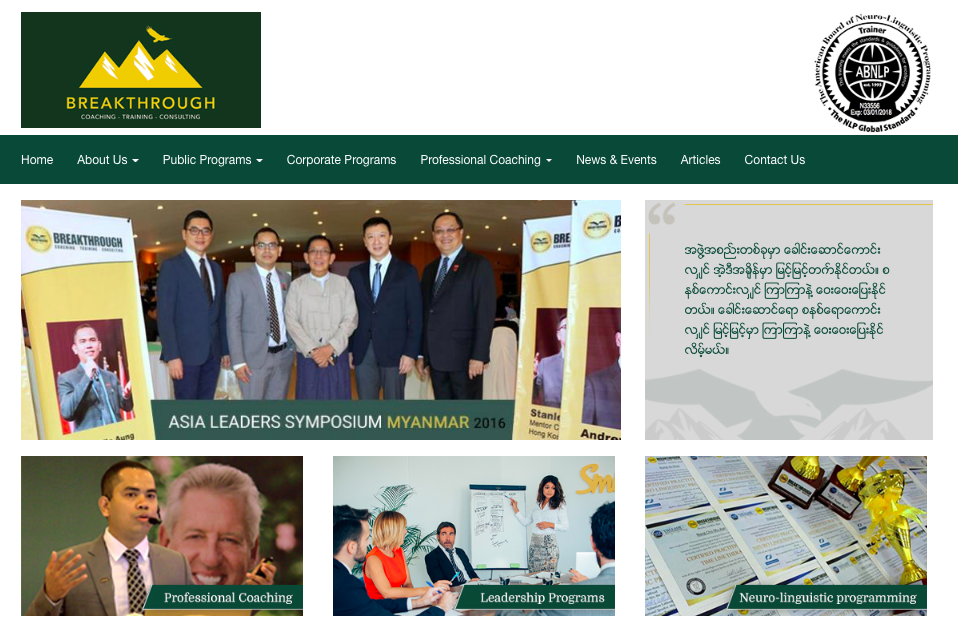 BREAKTHROUGH
COACHING · TRAINING · CONSULTING
The American Board of Neuro-Linguistic Programming
Trainer
ABNLP
est. 1993
N33556
Exp: 03/01/2018
• The NLP Global Standard •
Home About Us Public Programs Corporate Programs Professional Coaching News & Events Articles Contact Us
BREAKTHROUGH
COACHING TRAINING CONSULTING
BREAKTH
Aung
Stanle
Mentor C
Hong Ko
Andre
ASIA LEADERS SYMPOSIUM MYANMAR 2016
“
အဖွဲ့အစည်းတစ်ခုမှာ ခေါင်းဆောင်ကောင်း
လျှင် အဲ့ဒီအချိန်မှာ မြင့်မြင့်တက်နိုင်တယ်။ စ
နစ်ကောင်းလျှင် ကြာကြာနဲ့ ဝေးဝေးပြေးနိုင်
တယ်။ ခေါင်းဆောင်ရော စနစ်ရောကောင်း
လျှင် မြင့်မြင့်မှာ ကြာကြာနဲ့ ဝေးဝေးပြေးနိုင်
လိမ့်မယ်။
Professional Coaching
Sm
Leadership Programs
Neuro-linguistic programming